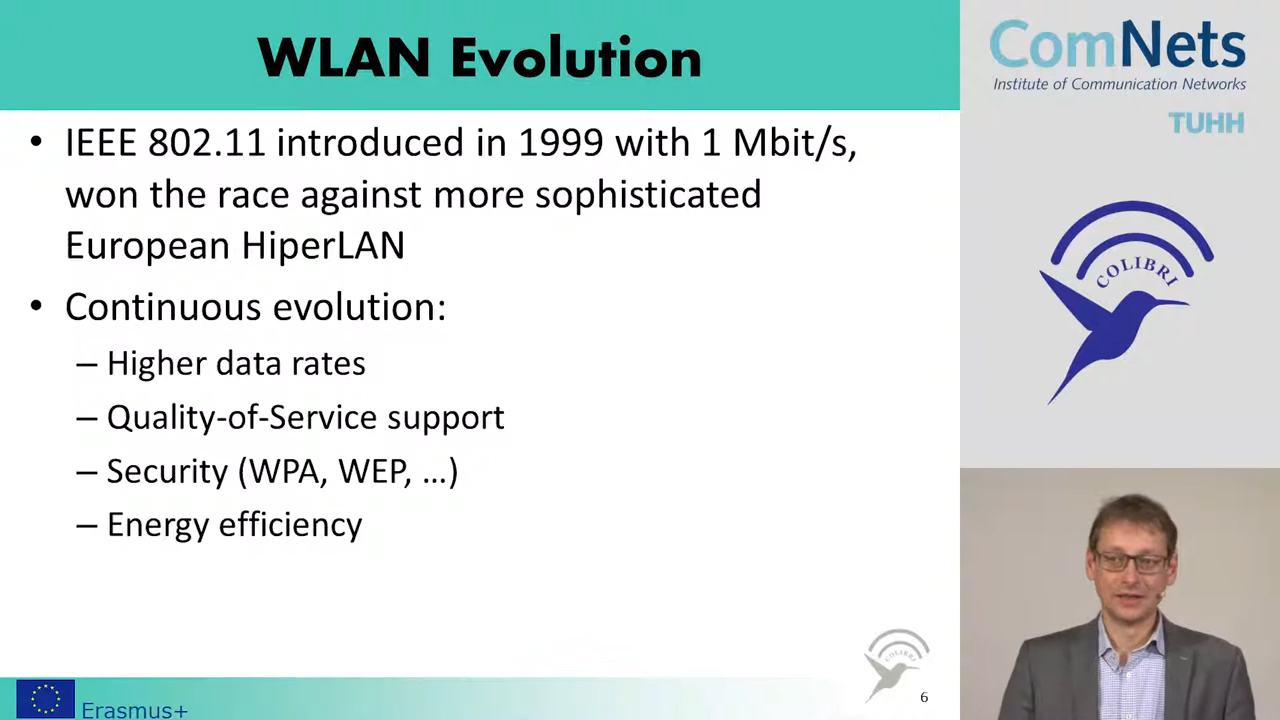 WLAN Evolution
• IEEE 802.11 introduced in 1999 with 1 Mbit/s,
won the race against more sophisticated
European HiperLAN
• Continuous evolution:
– Higher data rates
– Quality-of-Service support
– Security (WPA, WEP, …)
– Energy efficiency
ComNets
Institute of Communication Networks
TUHH
COLIBRI
COLIBRI
6
Erasmus+